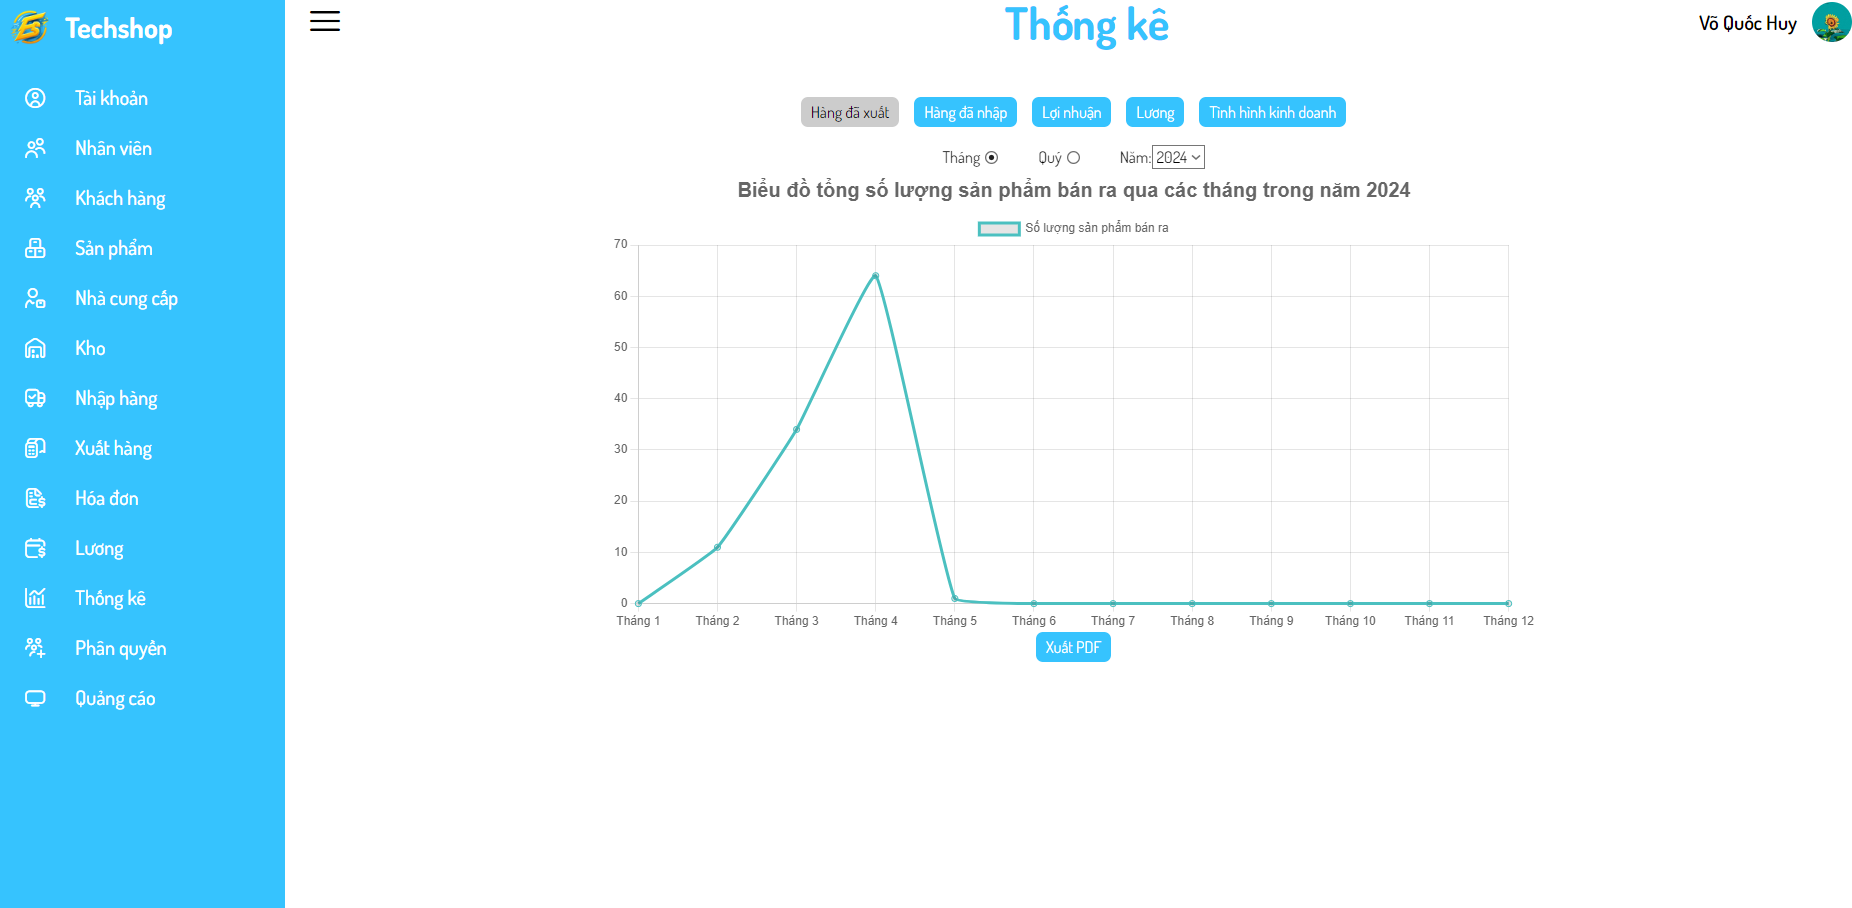 Techshop
Tài khoản
Nhân viên
Khách hàng
Sản phẩm
Nhà cung cấp
Kho
Nhập hàng
Xuất hàng
Hóa đơn
Lương
Thống kê
Phân quyền
Quảng cáo
Thống kê
Võ Quốc Huy
Hàng đã xuất Hàng đã nhập Lợi nhuận Lương Tình hình kinh doanh
Tháng Quý Năm: 2024
Biểu đồ tổng số lượng sản phẩm bán ra qua các tháng trong năm 2024
Số lượng sản phẩm bán ra
70
60
50
40
30
20
10
0
Tháng 1 Tháng 2 Tháng 3 Tháng 4 Tháng 5 Tháng 6 Tháng 7 Tháng 8 Tháng 9 Tháng 10 Tháng 11 Tháng 12
Xuất PDF